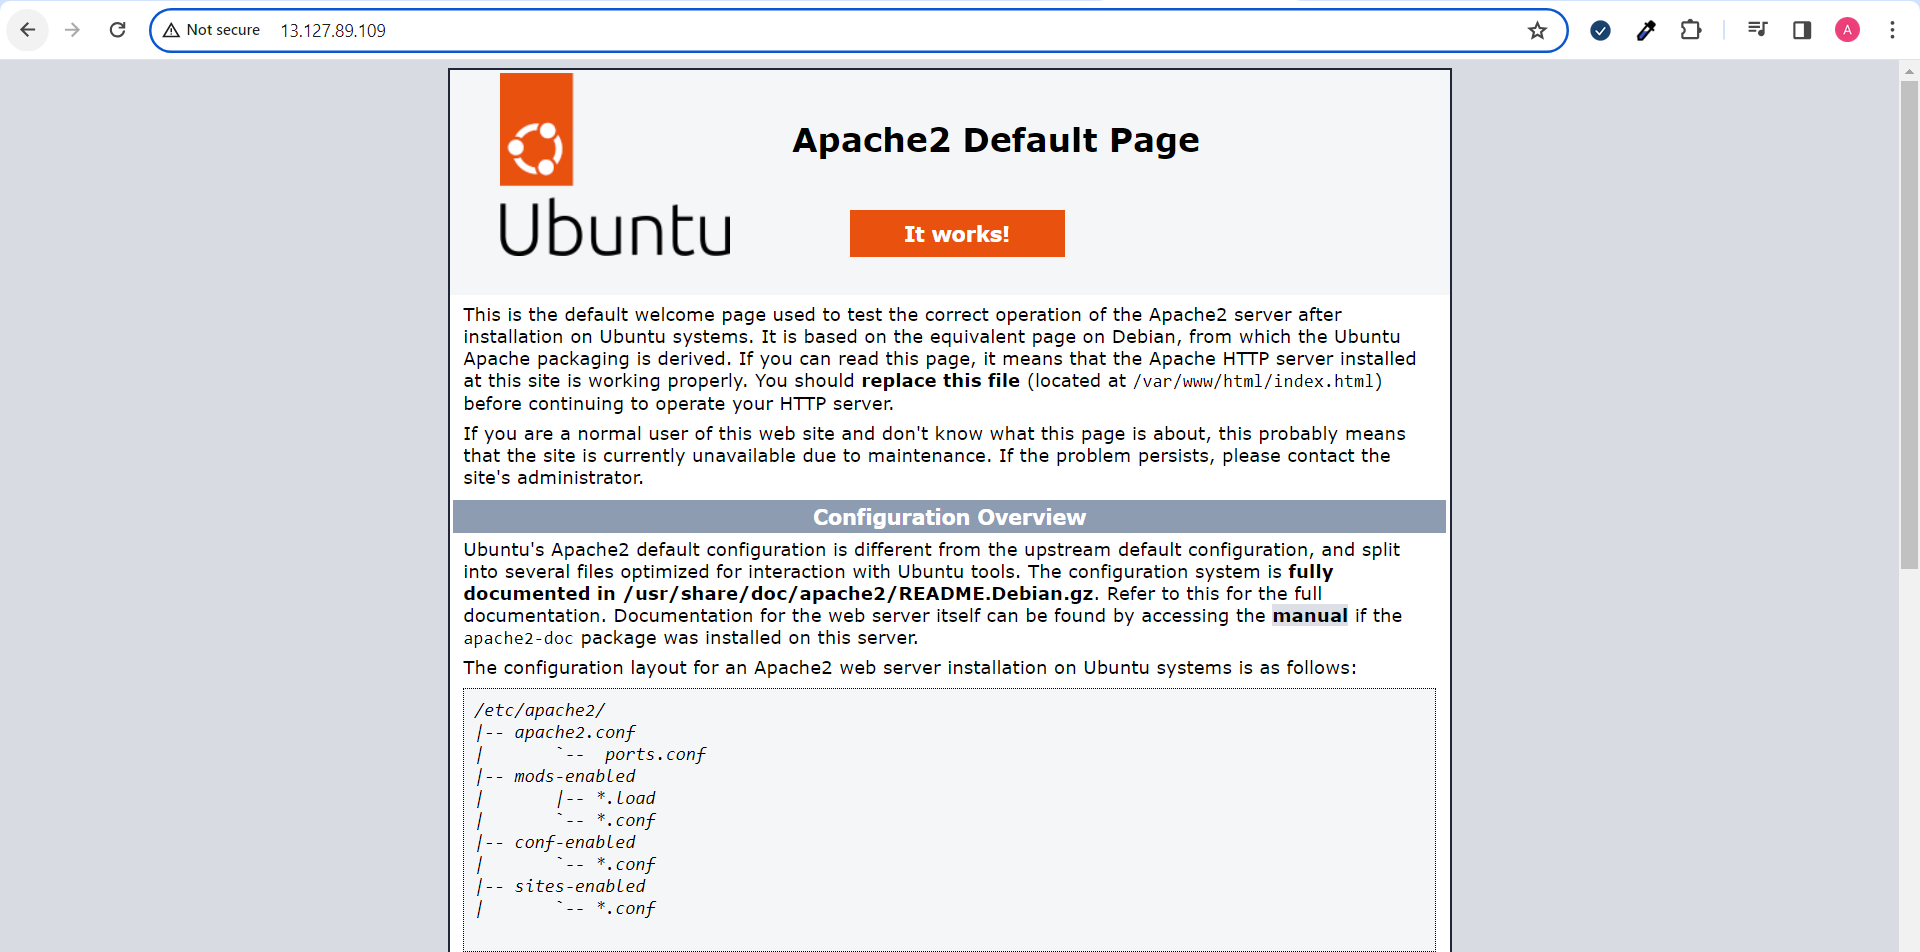 Not secure 13.127.89.109
A
Apache2 Default Page
Ubuntu
It works!
This is the default welcome page used to test the correct operation of the Apache2 server after
installation on Ubuntu systems. It is based on the equivalent page on Debian, from which the Ubuntu
Apache packaging is derived. If you can read this page, it means that the Apache HTTP server installed
at this site is working properly. You should replace this file (located at /var/www/html/index.html)
before continuing to operate your HTTP server.
If you are a normal user of this web site and don't know what this page is about, this probably means
that the site is currently unavailable due to maintenance. If the problem persists, please contact the
site's administrator.
Configuration Overview
Ubuntu's Apache2 default configuration is different from the upstream default configuration, and split
into several files optimized for interaction with Ubuntu tools. The configuration system is fully
documented in /usr/share/doc/apache2/README.Debian.gz. Refer to this for the full
documentation. Documentation for the web server itself can be found by accessing the manual if the
apache2-doc package was installed on this server.
The configuration layout for an Apache2 web server installation on Ubuntu systems is as follows:
/etc/apache2/
|-- apache2.conf
|       `--  ports.conf
|-- mods-enabled
|       |-- *.load
|       `-- *.conf
|-- conf-enabled
|       `-- *.conf
|-- sites-enabled
|       `-- *.conf